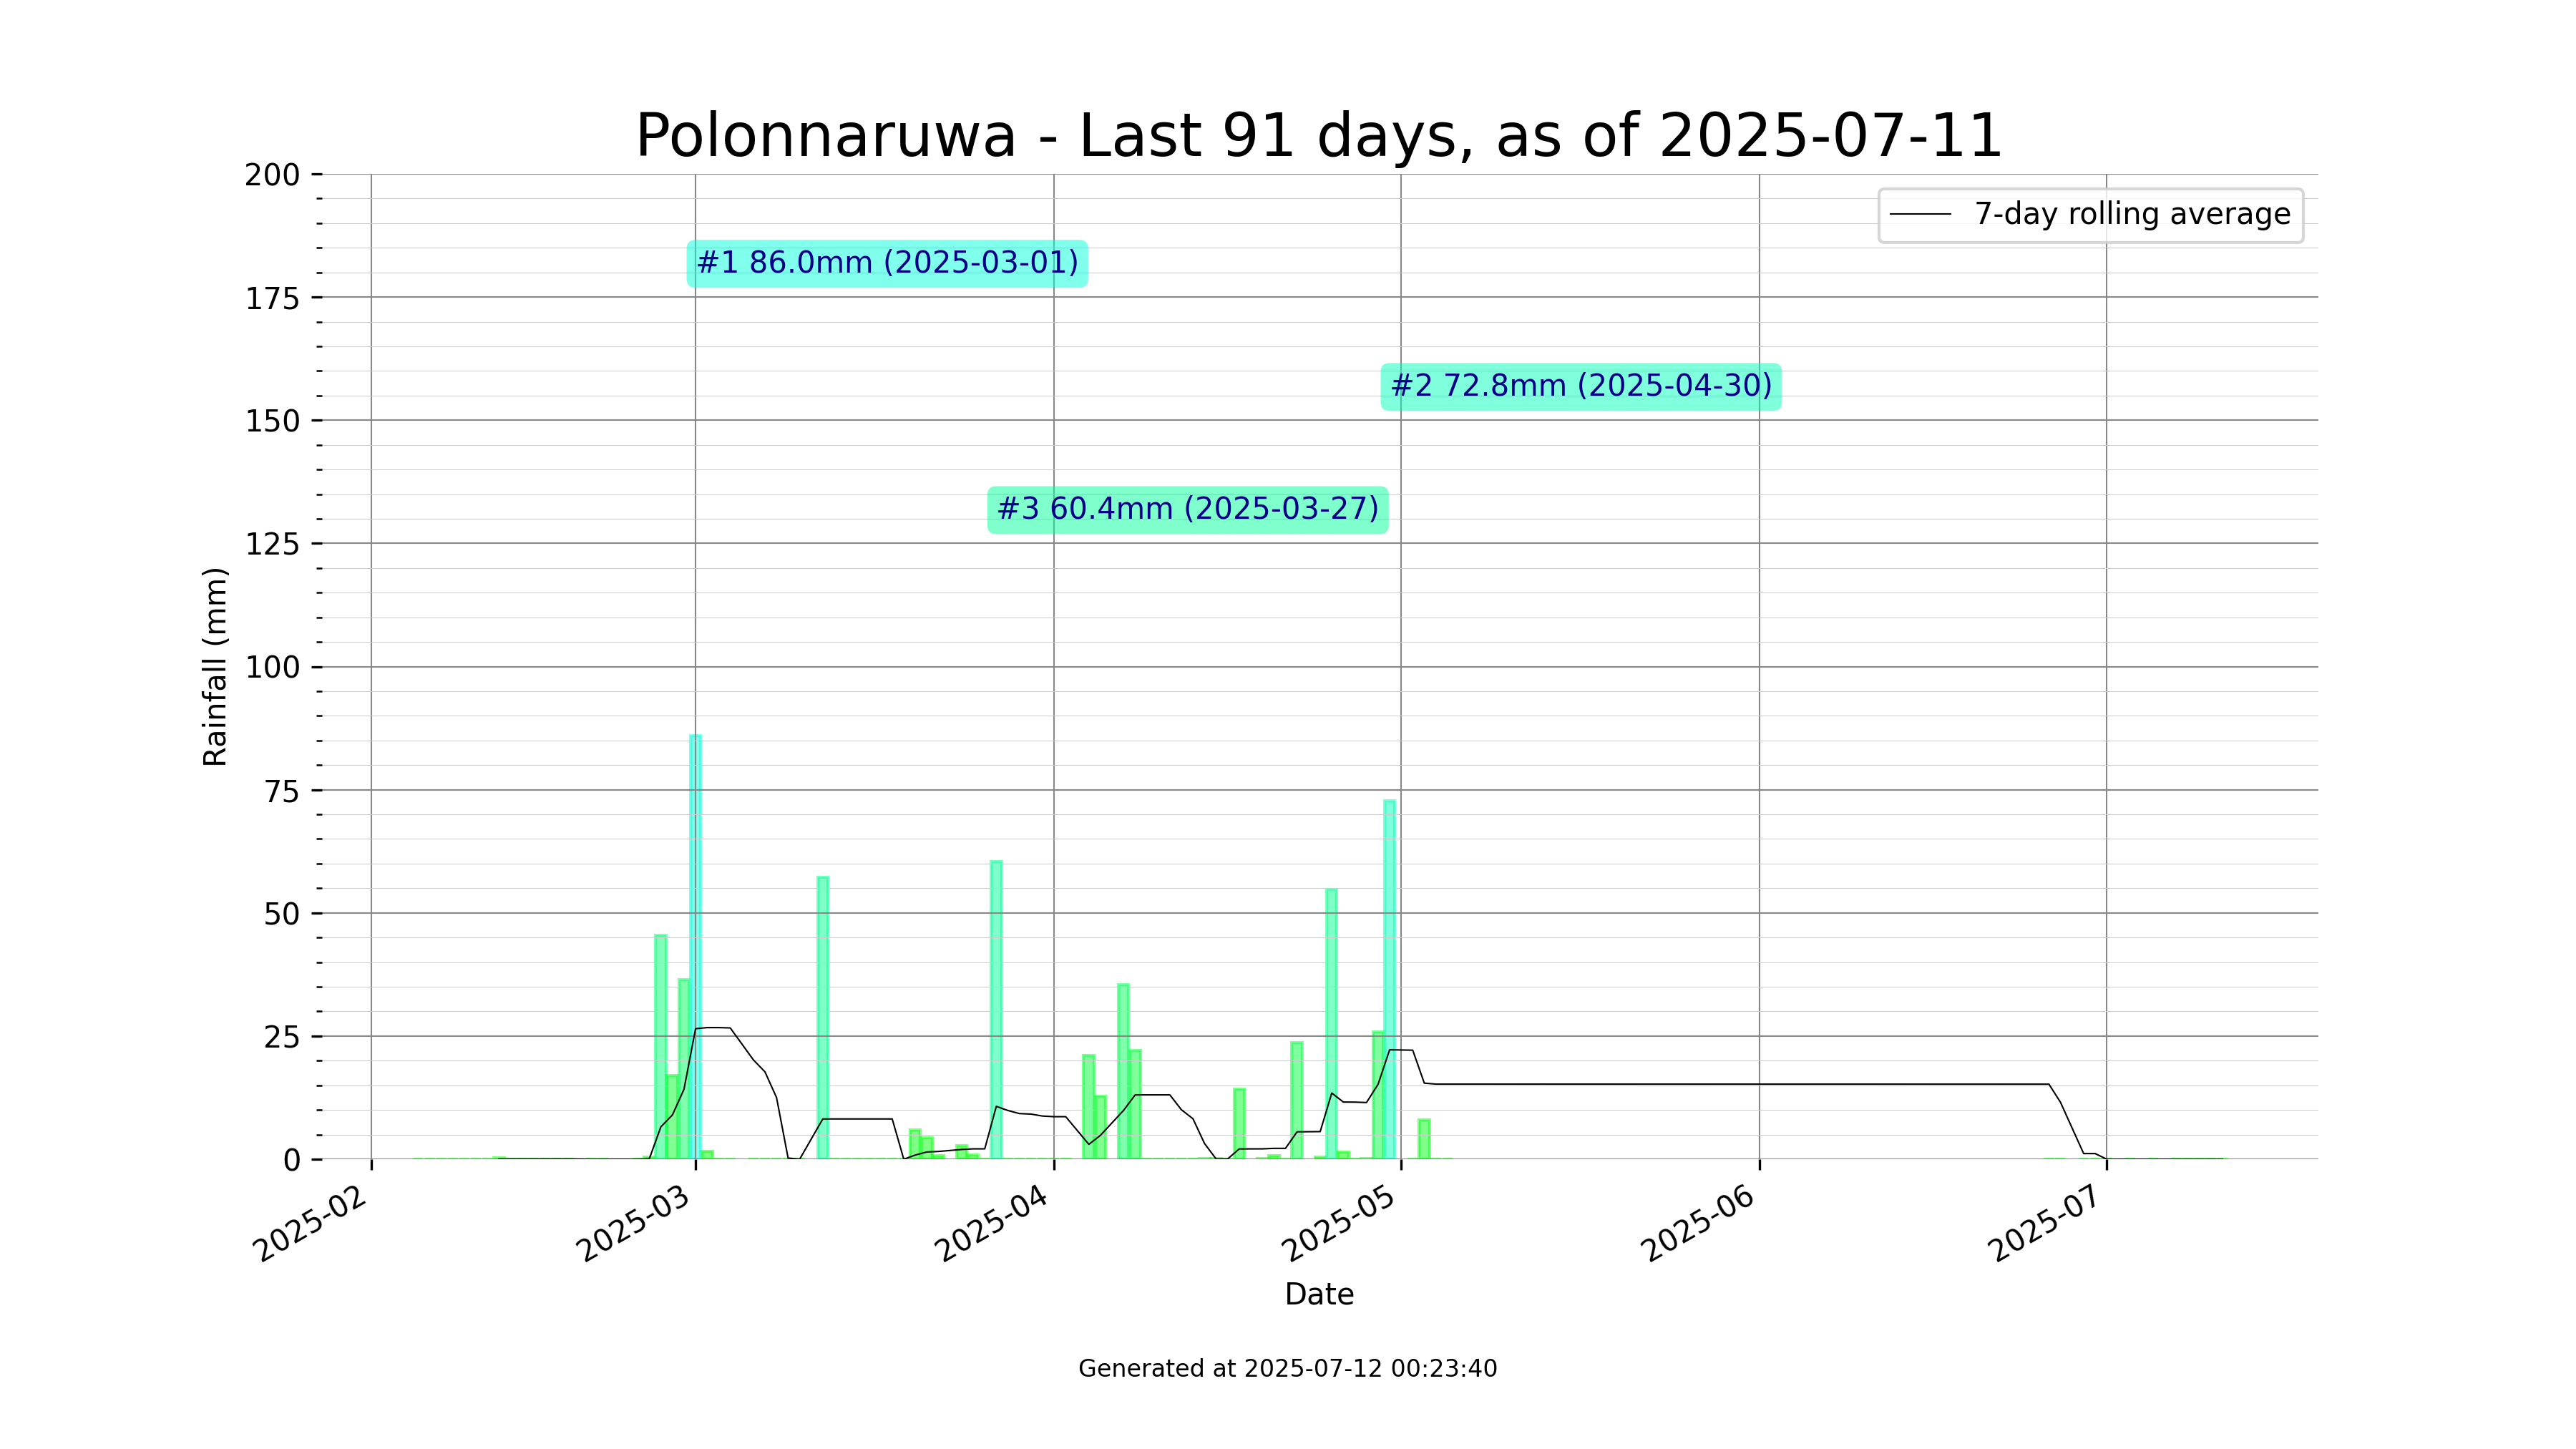 Polonnaruwa - Last 91 days, as of 2025-07-11
200
175
150
125
100
75
50
25
0
Rainfall (mm)
7-day rolling average
#1 86.0mm (2025-03-01)
#2 72.8mm (2025-04-30)
#3 60.4mm (2025-03-27)
2025-02
2025-03
2025-04
2025-05
2025-06
2025-07
Date
Generated at 2025-07-12 00:23:40